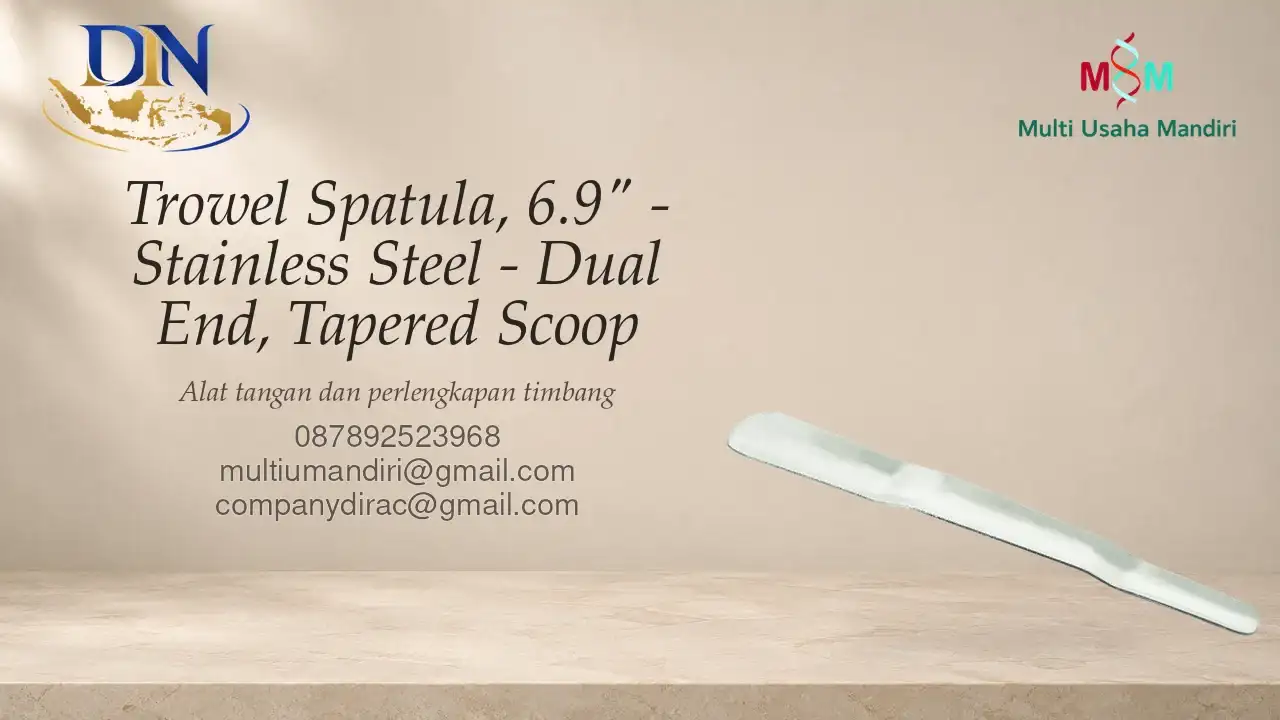 DN
M M
Multi Usaha Mandiri
Trowel Spatula, 6.9" -
Stainless Steel - Dual
End, Tapered Scoop
Alat tangan dan perlengkapan timbang
087892523968
multiumandiri@gmail.com
companydirac@gmail.com